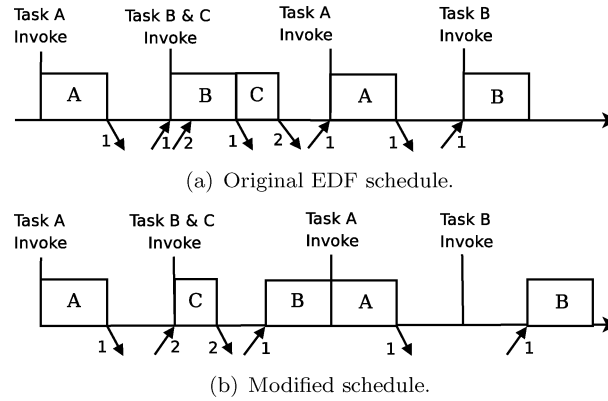 Task A Task B & C Task A Task B
Invoke Invoke Invoke Invoke
A B C A B
1 1 2 1 2 1 1 1
(a) Original EDF schedule.
Task A Task B & C Task A Task B
Invoke Invoke Invoke Invoke
A C B A B
1 2 2 1 1 1
(b) Modified schedule.